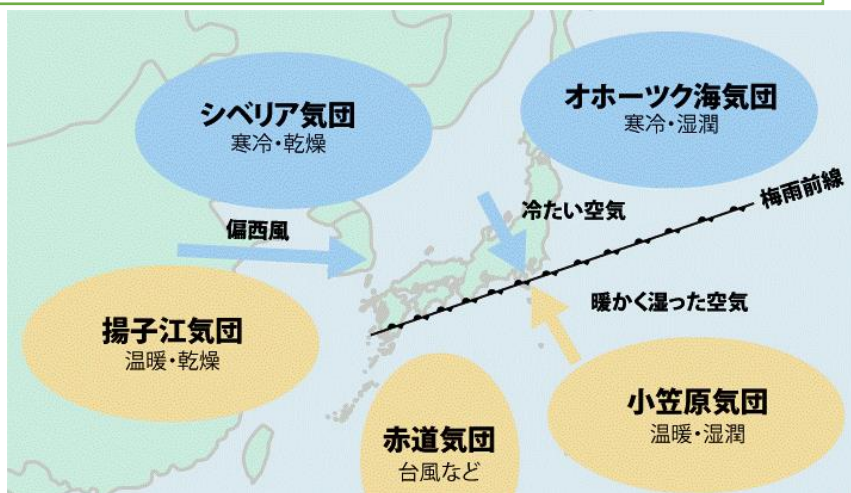 シベリア気団
寒冷・乾燥
オホーツク海気団
寒冷・湿潤
梅雨前線
冷たい空気
偏西風
暖かく湿った空気
揚子江気団
温暖・乾燥
小笠原気団
温暖・湿潤
赤道気団
台風など